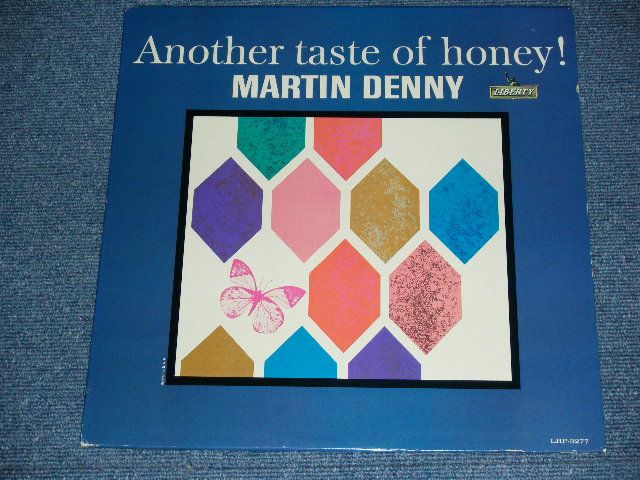 Another taste of honey!
MARTIN DENNY
LIBERTY
LRP-3277